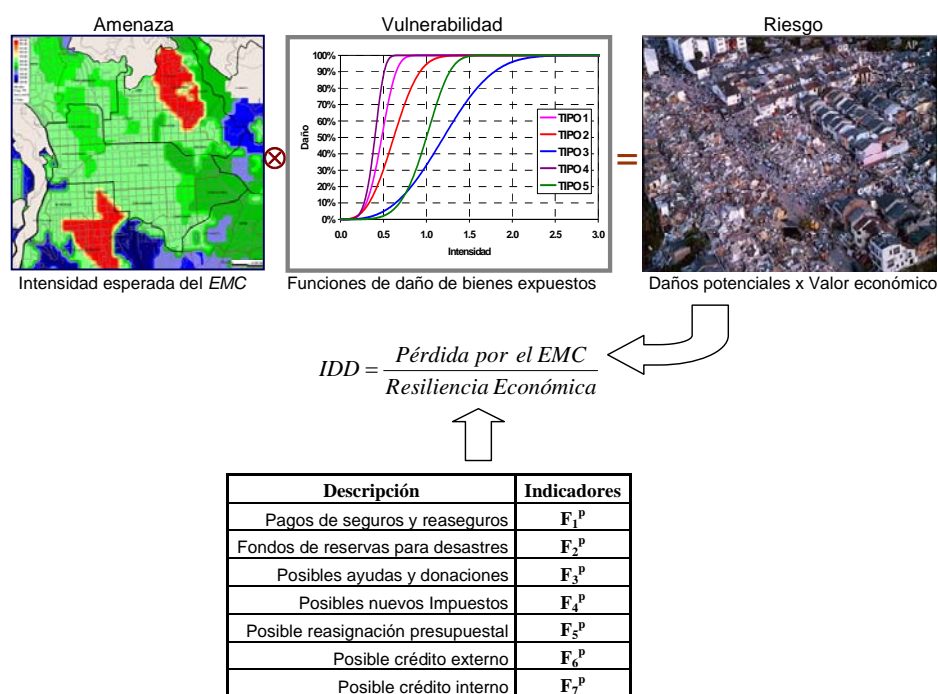 Amenaza
Vulnerabilidad
Riesgo
100%
90%
80%
70%
60%
50%
40%
30%
20%
10%
0%
Daño
0.0 0.5 1.0 1.5 2.0 2.5 3.0
Intensidad
TIPO 1
TIPO 2
TIPO 3
TIPO 4
TIPO 5
⊗
=
AP
Intensidad esperada del EMC
Funciones de daño de bienes expuestos
Daños potenciales x Valor económico
IDD = Pérdida por el EMC
Resiliencia Económica
Descripción Indicadores
Pagos de seguros y reaseguros F₁ᵖ
Fondos de reservas para desastres F₂ᵖ
Posibles ayudas y donaciones F₃ᵖ
Posibles nuevos Impuestos F₄ᵖ
Posible reasignación presupuestal F₅ᵖ
Posible crédito externo F₆ᵖ
Posible crédito interno F₇ᵖ